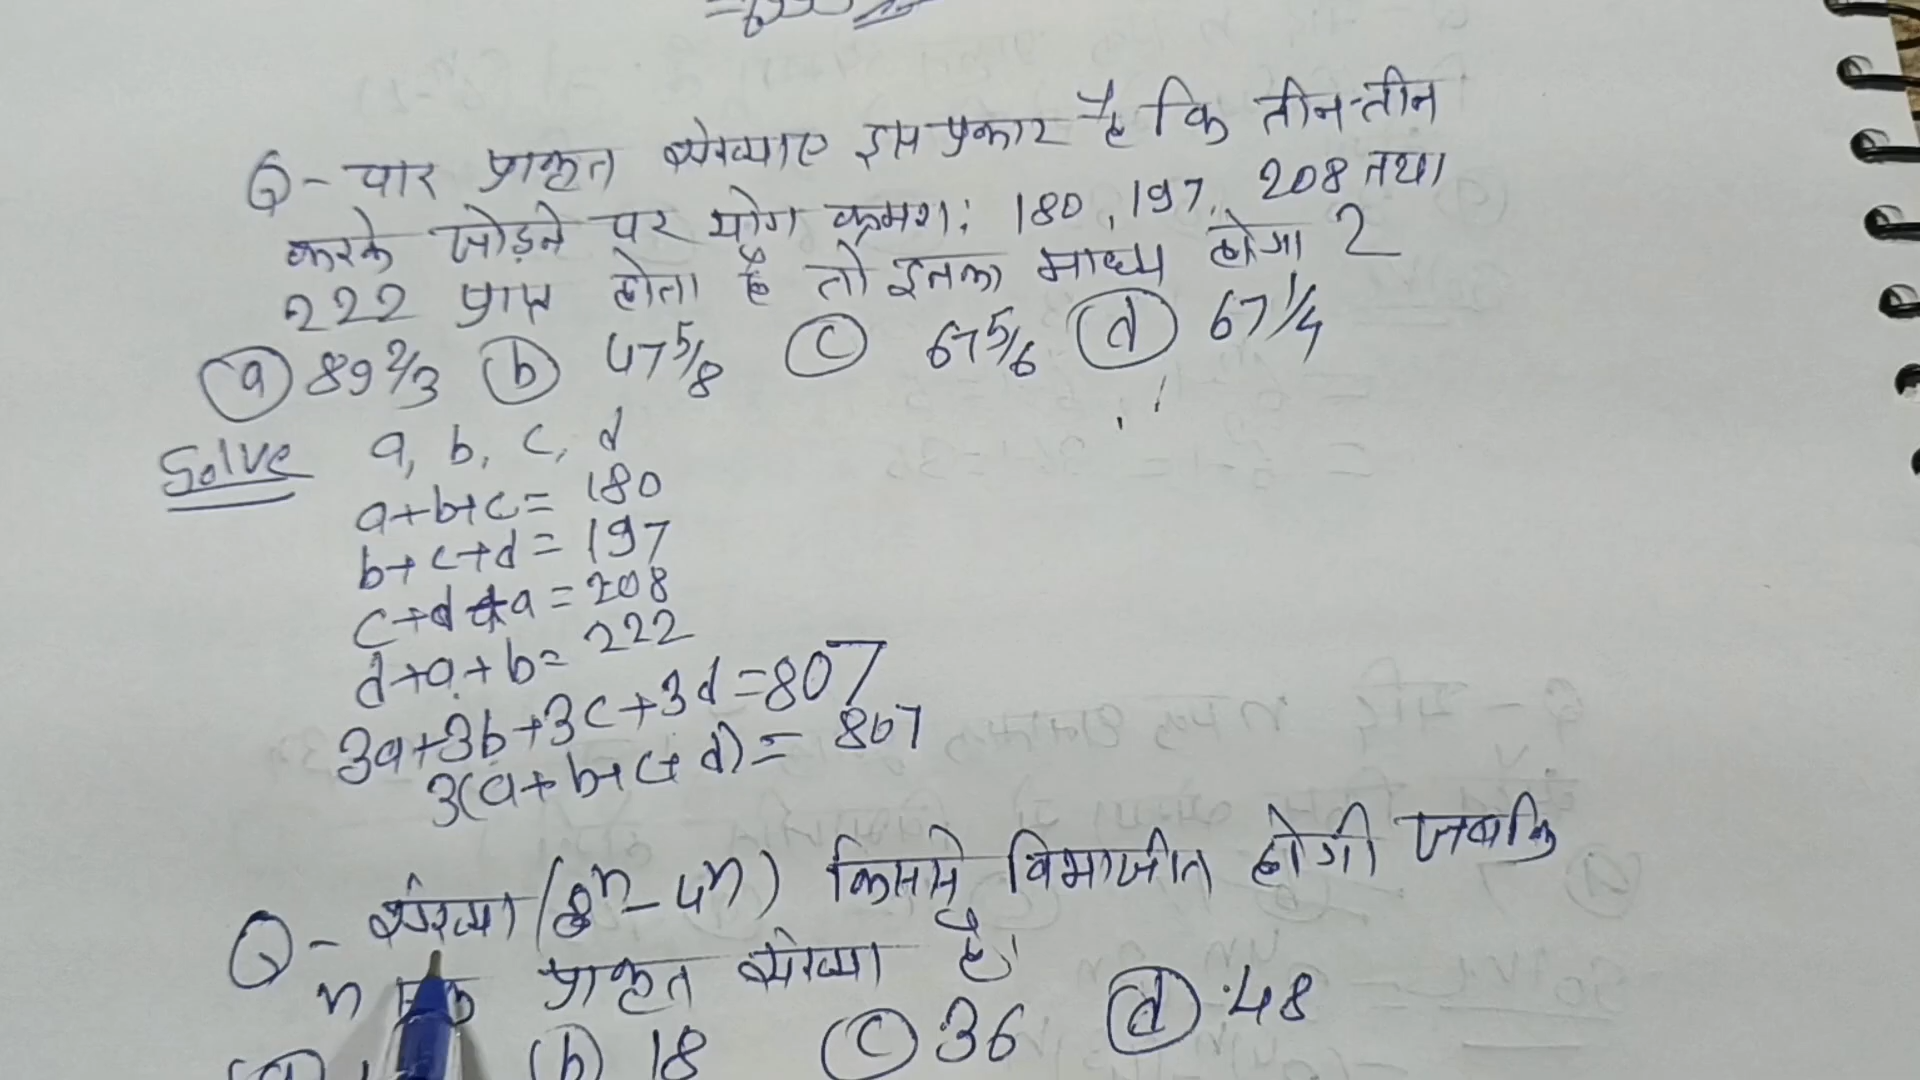 Q- चार प्राकृत संख्याए इस प्रकार है कि तीन-तीन
करके जोड़ने पर योग क्रमश: 180, 197, 208 तथा
222 प्राप्त होता है तो इनका माध्य होगा ?
(a) 89 2/3 (b) 47 5/8 (c) 67 5/6 (d) 67 1/4
Solve a, b, c, d
a+b+c= 180
b+c+d= 197
c+d+a=208
d+a+b= 222
3a+3b+3c+3d=807
3(a+b+c+d)= 807
Q- संख्या (8ⁿ-4ⁿ) किससे विभाजीत होगी जबकि
n एक प्राकृत संख्या है।
(a) (b) 18 (c) 36 (d) 48